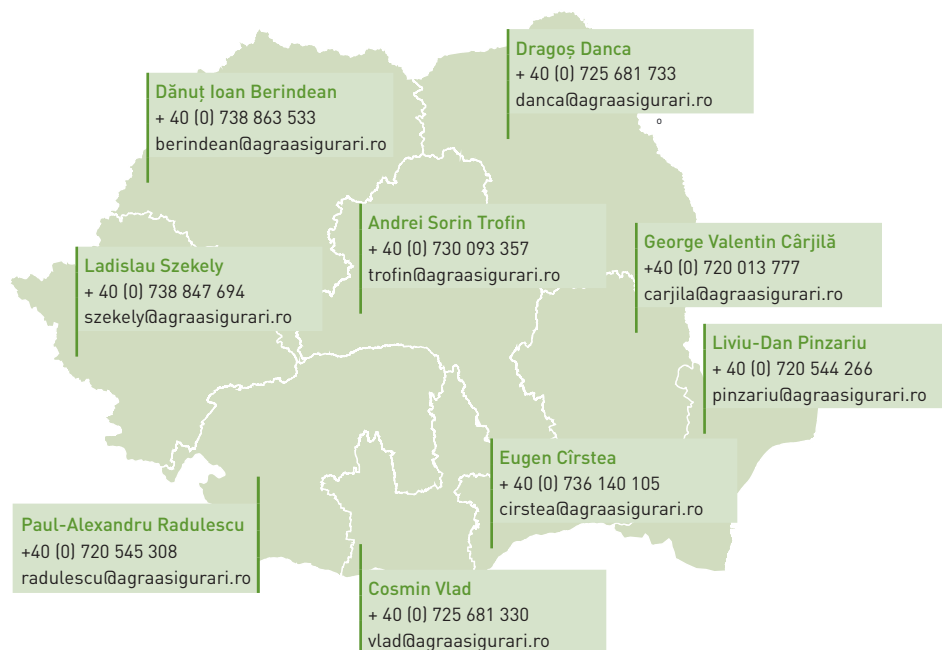 Dragoș Danca
+ 40 (0) 725 681 733
danca@agraasigurari.ro
Dănuț Ioan Berindean
+ 40 (0) 738 863 533
berindean@agraasigurari.ro
Andrei Sorin Trofin
+ 40 (0) 730 093 357
trofin@agraasigurari.ro
George Valentin Cârjilă
+40 (0) 720 013 777
carjila@agraasigurari.ro
Ladislau Szekely
+ 40 (0) 738 847 694
szekely@agraasigurari.ro
Liviu-Dan Pinzariu
+ 40 (0) 720 544 266
pinzariu@agraasigurari.ro
Eugen Cîrstea
+ 40 (0) 736 140 105
cirstea@agraasigurari.ro
Paul-Alexandru Radulescu
+40 (0) 720 545 308
radulescu@agraasigurari.ro
Cosmin Vlad
+ 40 (0) 725 681 330
vlad@agraasigurari.ro